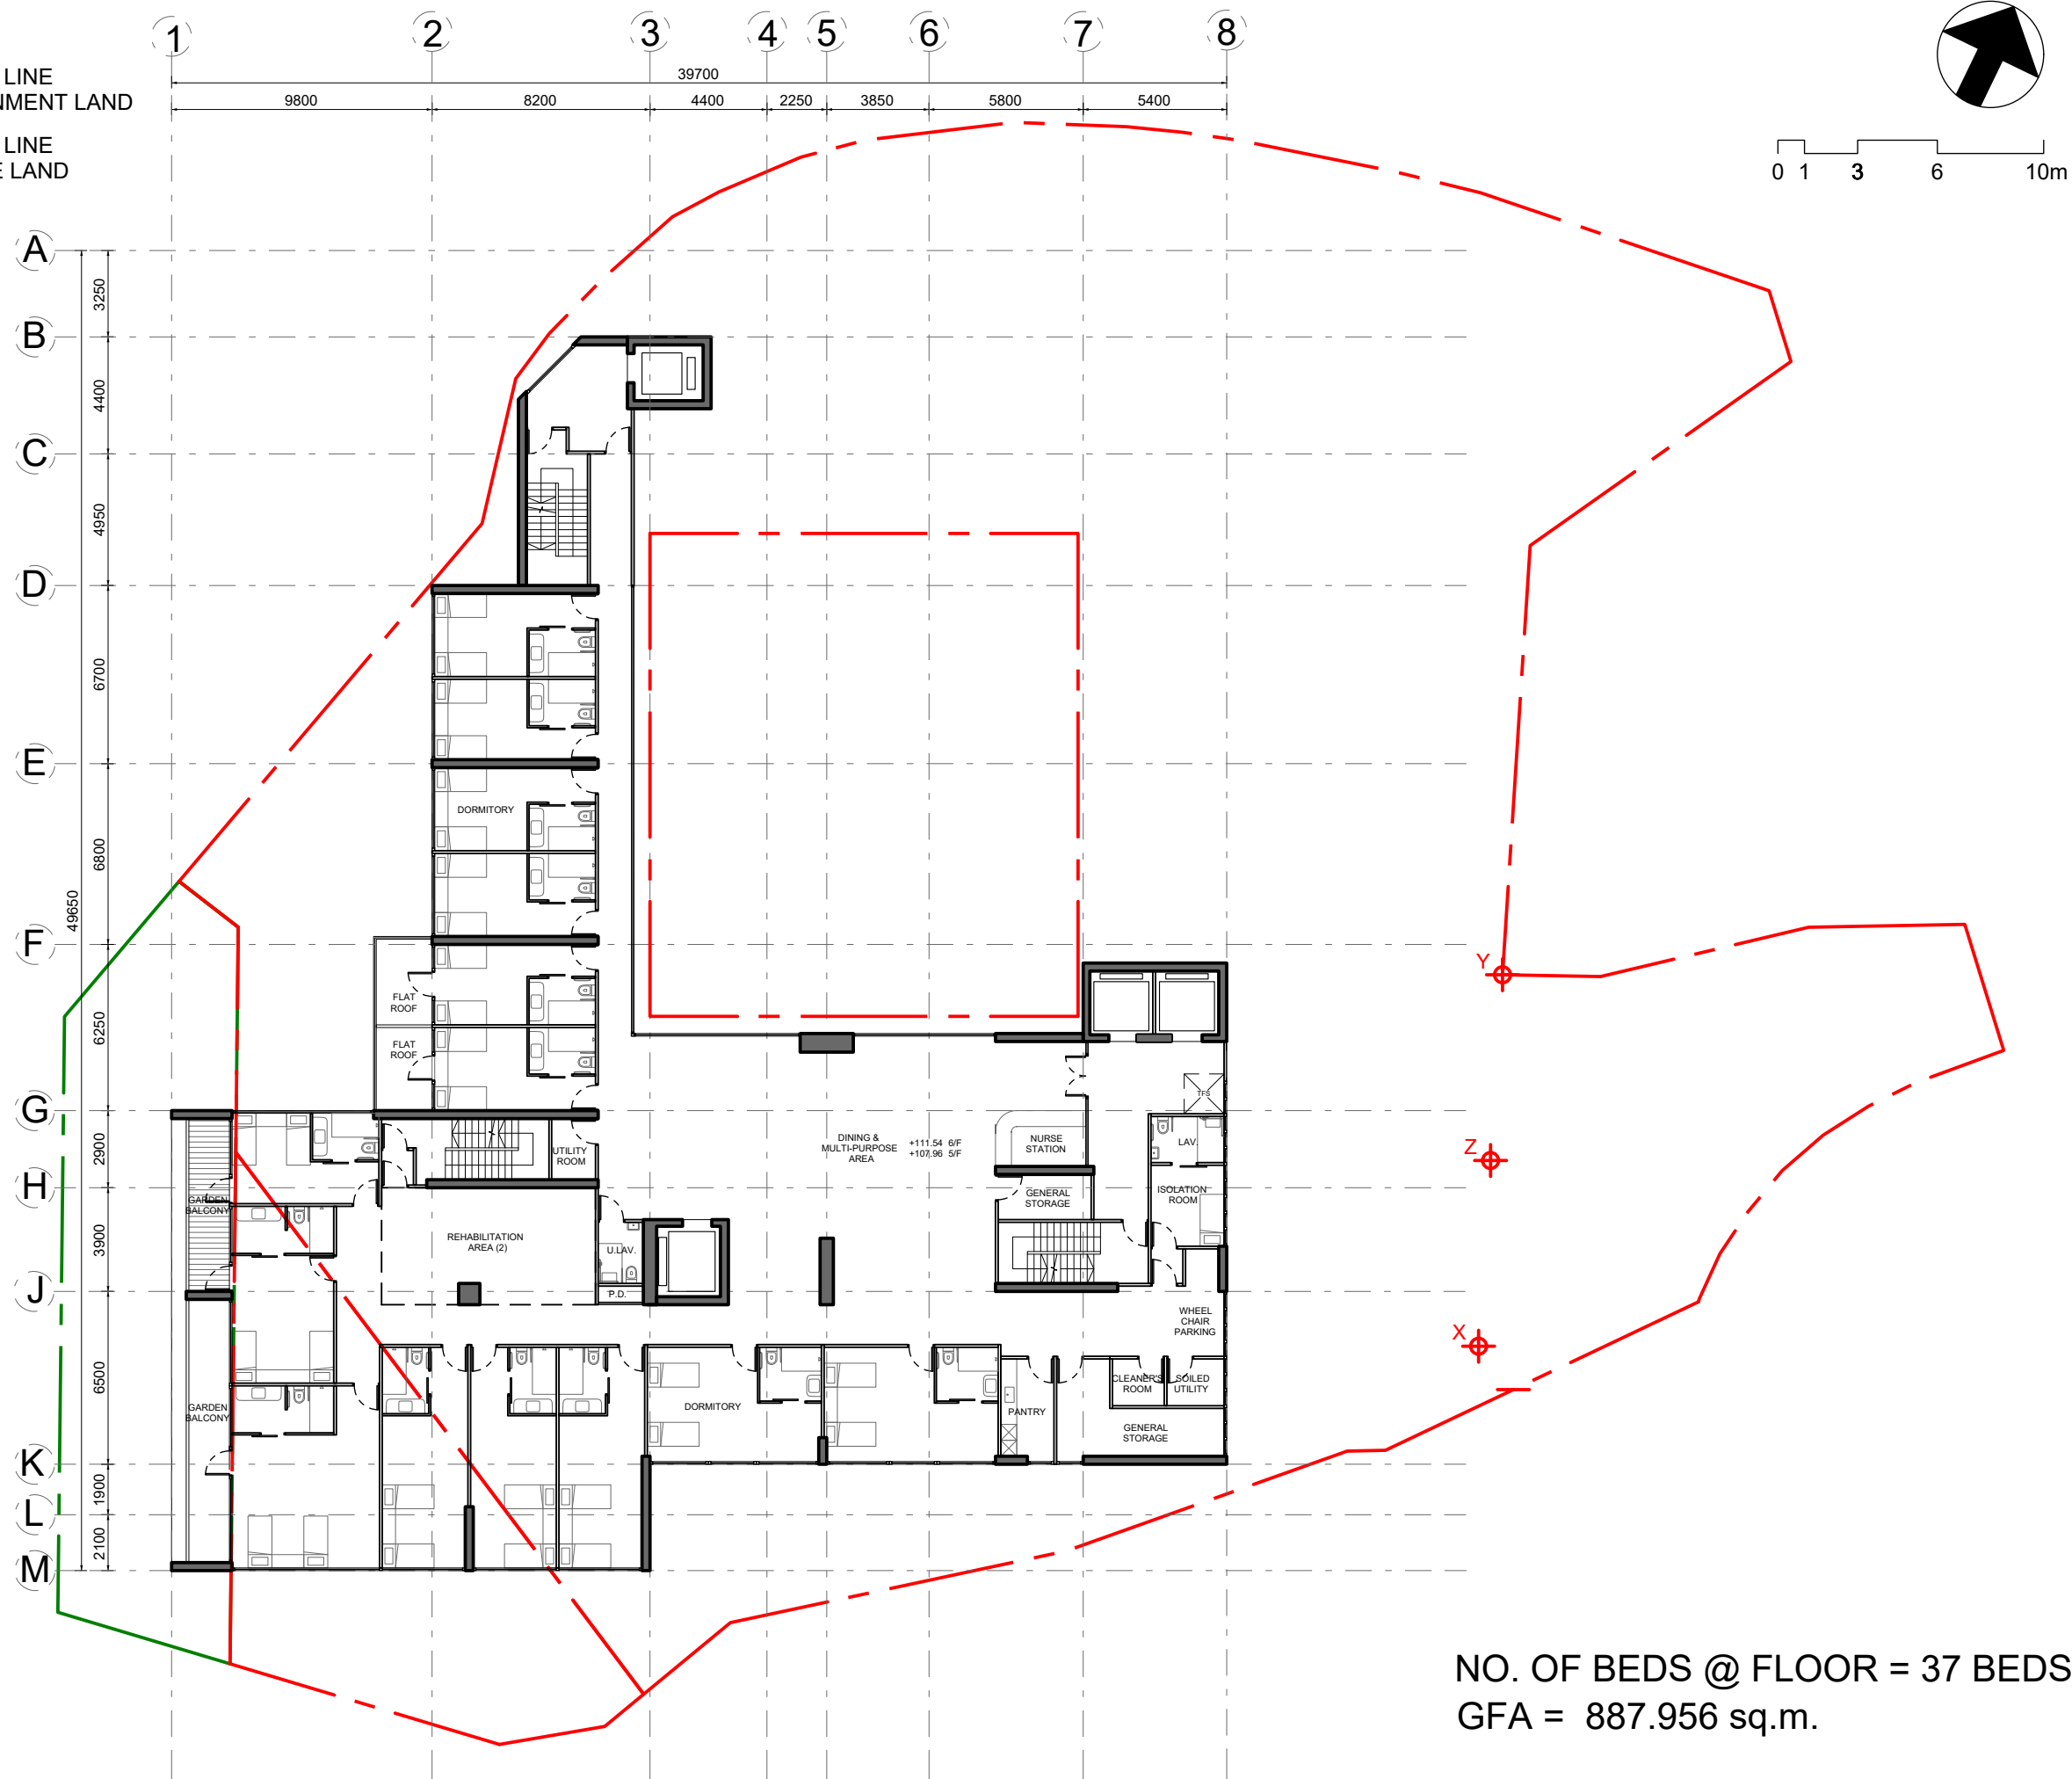 1 2 3 4 5 6 7 8
LINE
NMENT LAND
LINE
LAND
39700
9800 8200 4400 2250 3850 5800 5400
0 1 3 6 10m
A
B
C
D
E
F
G
H
J
K
L
M
3250
4400
4950
6700
6800
49650
6250
2900
3900
6500
1900
2100
DORMITORY
FLAT
ROOF
FLAT
ROOF
UTILITY
ROOM
GARDEN
BALCONY
REHABILITATION
AREA (2)
U.LAV.
P.D.
DINING &
MULTI-PURPOSE
AREA
+111.54 6/F
+107.96 5/F
NURSE
STATION
TFS
LAV.
GENERAL
STORAGE
ISOLATION
ROOM
WHEEL
CHAIR
PARKING
GARDEN
BALCONY
DORMITORY
PANTRY
CLEANER'S
ROOM
SOILED
UTILITY
GENERAL
STORAGE
Y
Z
X
NO. OF BEDS @ FLOOR = 37 BEDS
GFA = 887.956 sq.m.